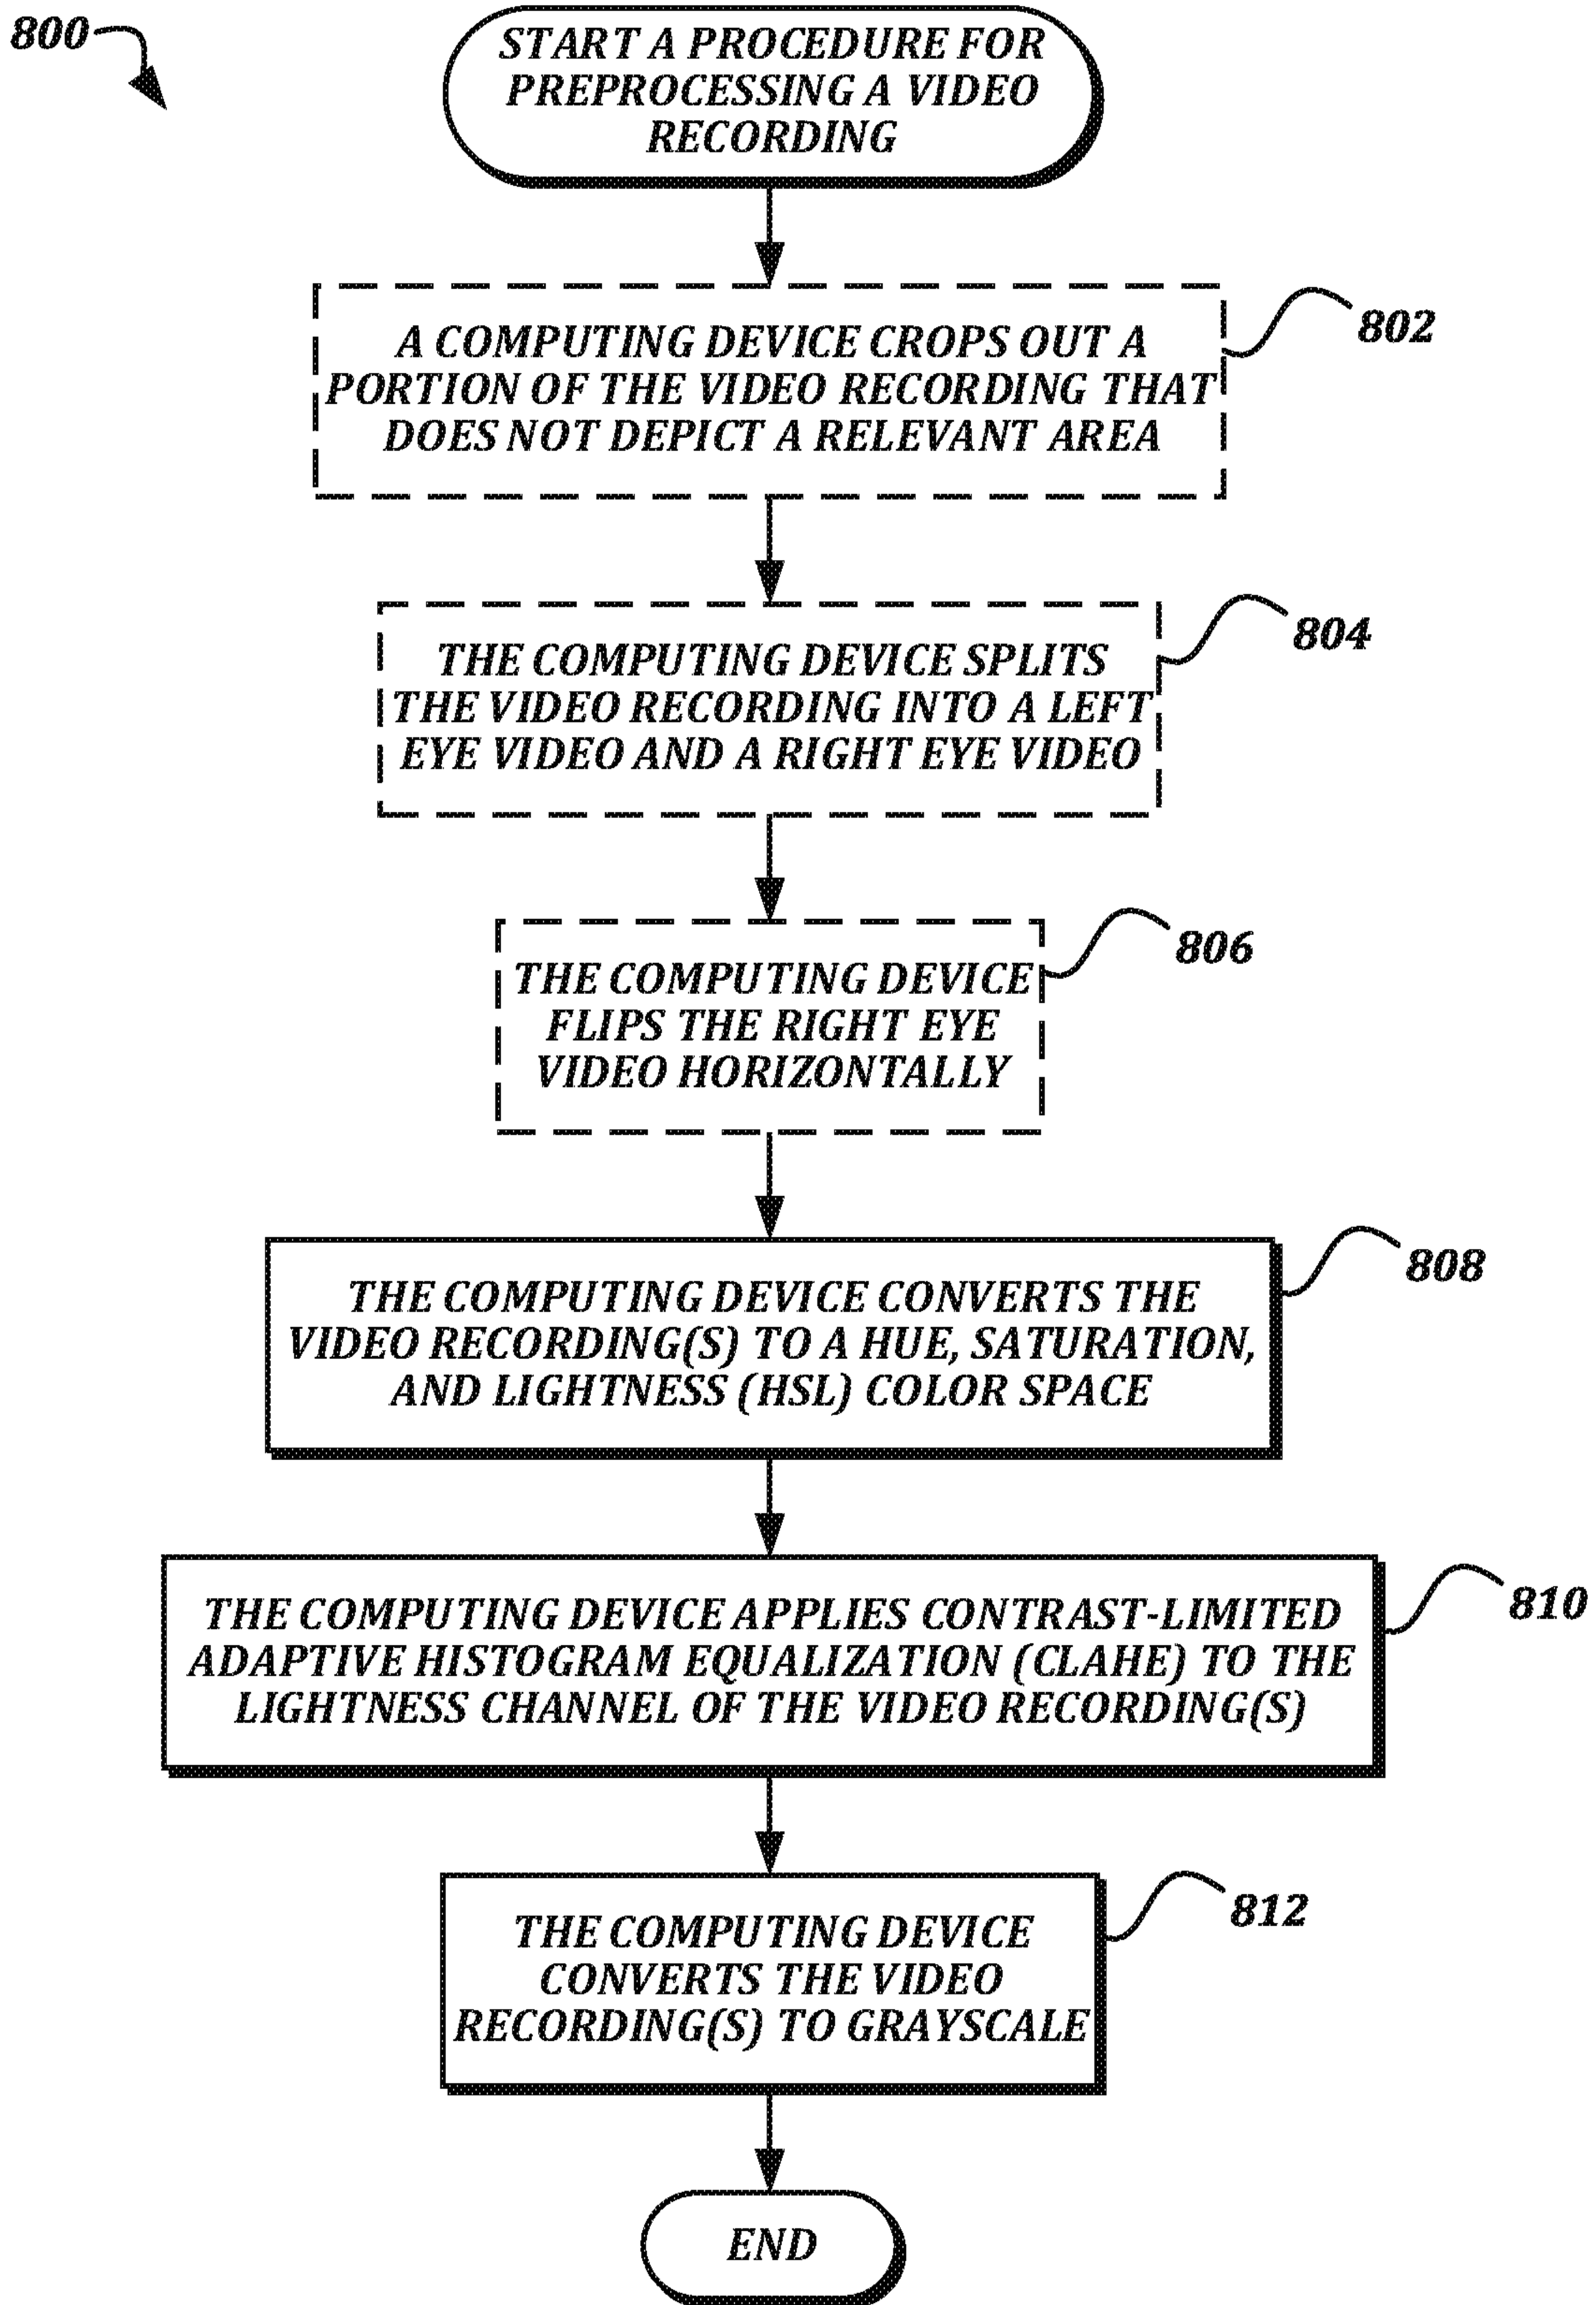 800
START A PROCEDURE FOR
PREPROCESSING A VIDEO
RECORDING
802
A COMPUTING DEVICE CROPS OUT A
PORTION OF THE VIDEO RECORDING THAT
DOES NOT DEPICT A RELEVANT AREA
804
THE COMPUTING DEVICE SPLITS
THE VIDEO RECORDING INTO A LEFT
EYE VIDEO AND A RIGHT EYE VIDEO
806
THE COMPUTING DEVICE
FLIPS THE RIGHT EYE
VIDEO HORIZONTALLY
808
THE COMPUTING DEVICE CONVERTS THE
VIDEO RECORDING(S) TO A HUE, SATURATION,
AND LIGHTNESS (HSL) COLOR SPACE
810
THE COMPUTING DEVICE APPLIES CONTRAST-LIMITED
ADAPTIVE HISTOGRAM EQUALIZATION (CLAHE) TO THE
LIGHTNESS CHANNEL OF THE VIDEO RECORDING(S)
812
THE COMPUTING DEVICE
CONVERTS THE VIDEO
RECORDING(S) TO GRAYSCALE
END